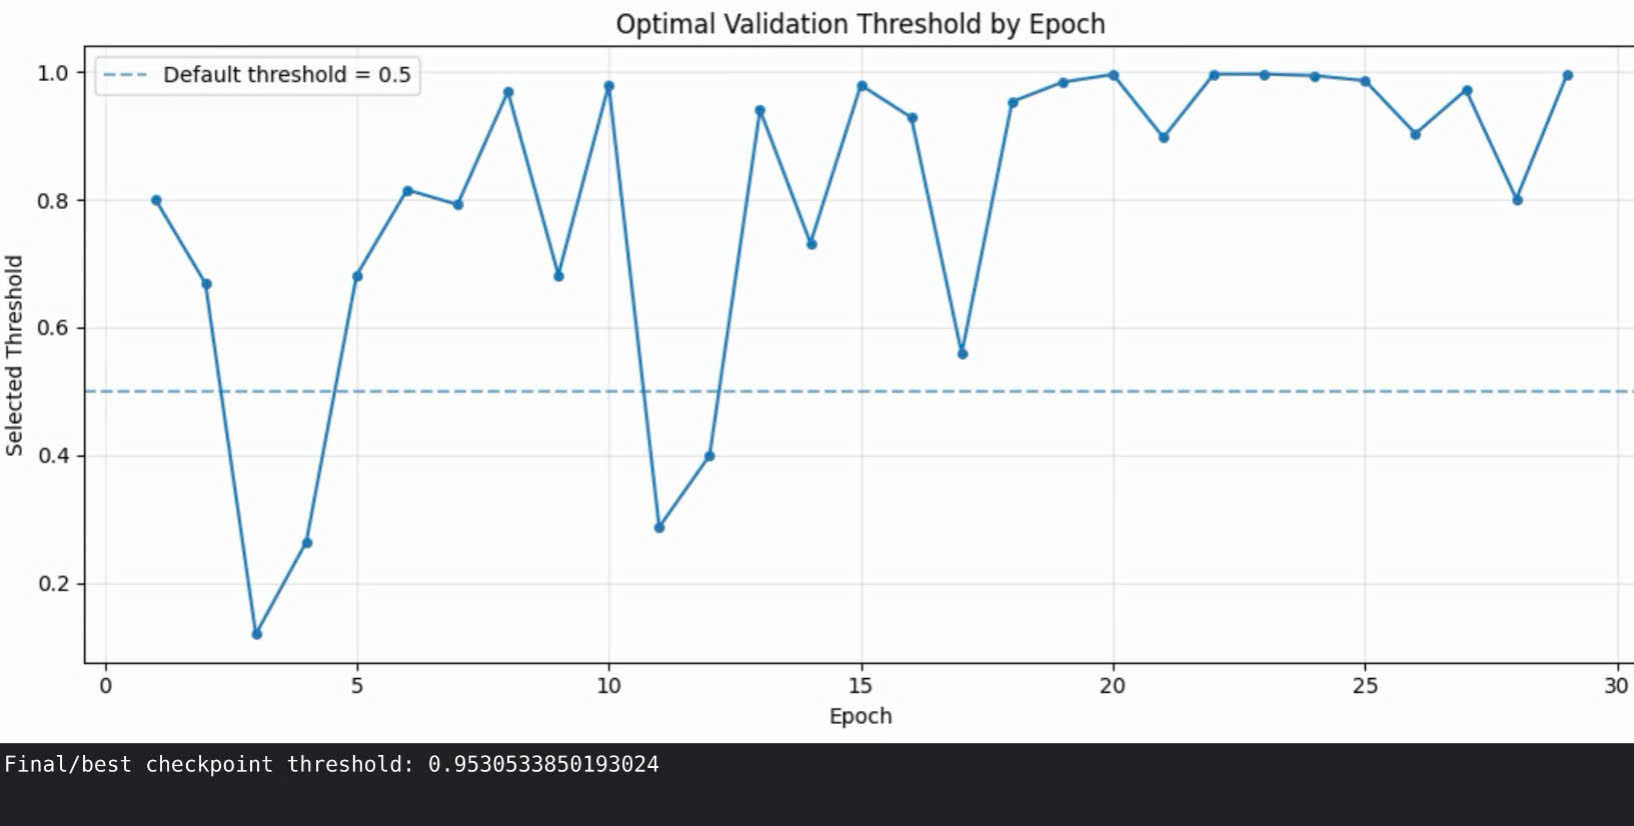 Optimal Validation Threshold by Epoch
Default threshold = 0.5
1.0
0.8
0.6
0.4
0.2
Selected Threshold
0 5 10 15 20 25 30
Epoch
Final/best checkpoint threshold: 0.9530533850193024